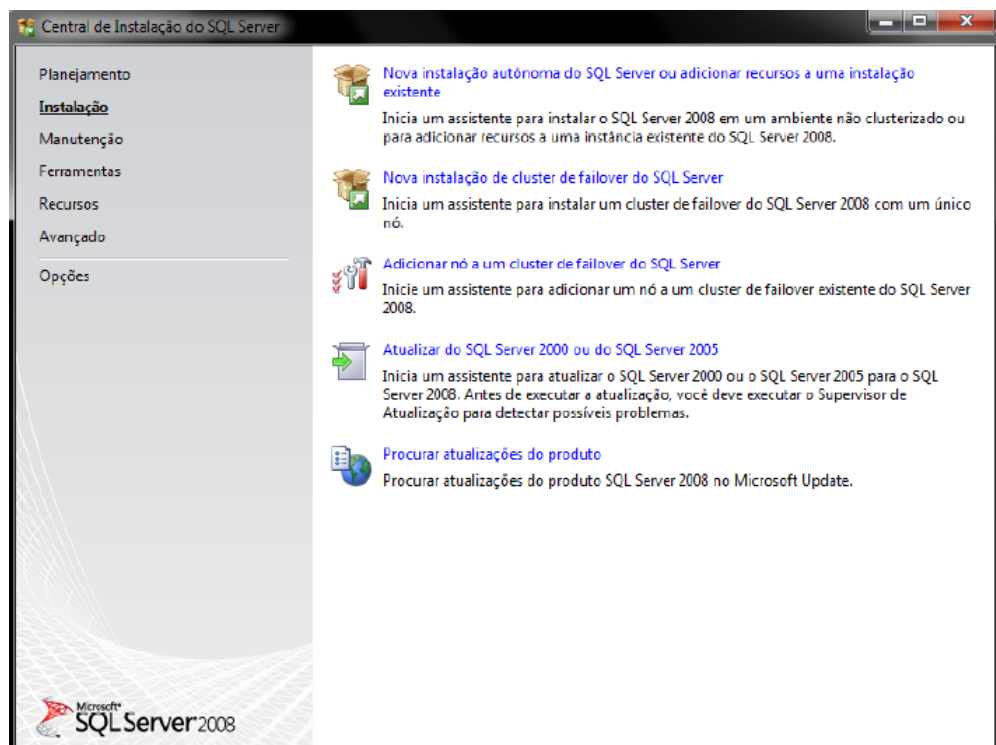 Central de Instalação do SQL Server
Planejamento
Instalação
Manutenção
Ferramentas
Recursos
Avançado
Opções
Nova instalação autônoma do SQL Server ou adicionar recursos a uma instalação
existente
Inicia um assistente para instalar o SQL Server 2008 em um ambiente não clusterizado ou
para adicionar recursos a uma instância existente do SQL Server 2008.
Nova instalação de cluster de failover do SQL Server
Inicia um assistente para instalar um cluster de failover do SQL Server 2008 com um único
nó.
Adicionar nó a um cluster de failover do SQL Server
Inicie um assistente para adicionar um nó a um cluster de failover existente do SQL Server
2008.
Atualizar do SQL Server 2000 ou do SQL Server 2005
Inicia um assistente para atualizar o SQL Server 2000 ou o SQL Server 2005 para o SQL
Server 2008. Antes de executar a atualização, você deve executar o Supervisor de
Atualização para detectar possíveis problemas.
Procurar atualizações do produto
Procurar atualizações do produto SQL Server 2008 no Microsoft Update.
Microsoft
SQL Server 2008